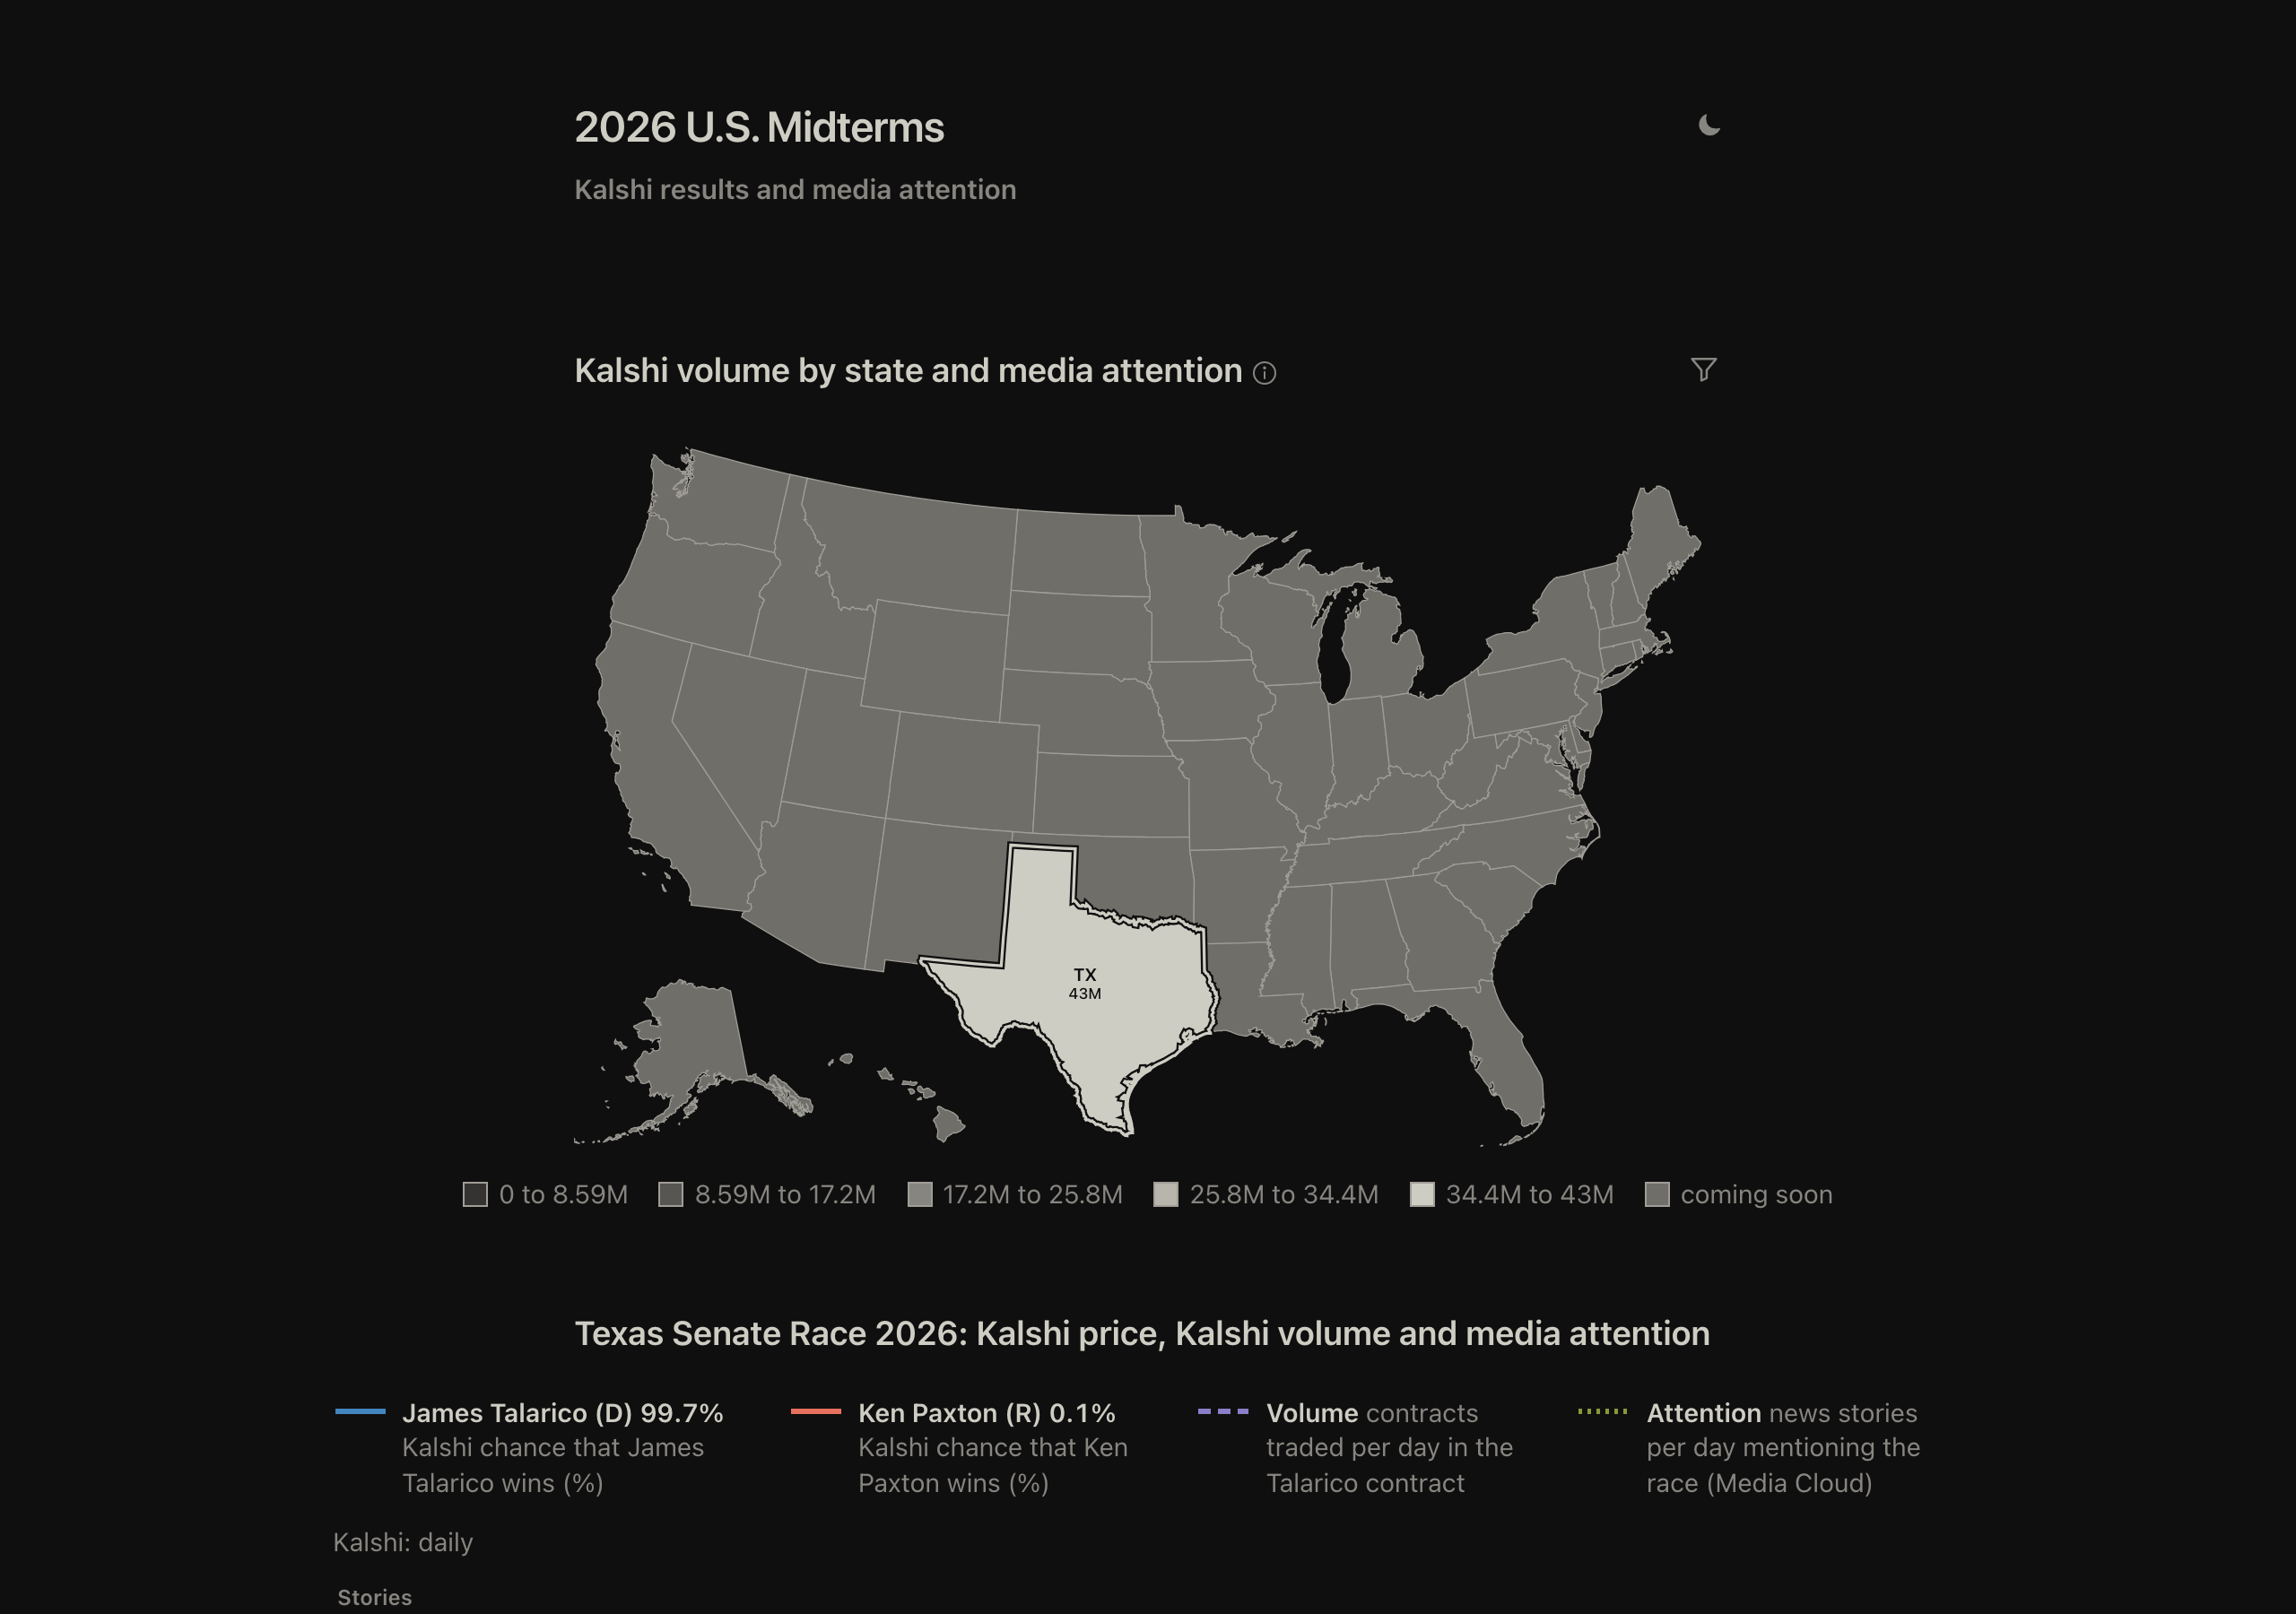 2026 U.S. Midterms
Kalshi results and media attention
Kalshi volume by state and media attention
TX
43M
0 to 8.59M
8.59M to 17.2M
17.2M to 25.8M
25.8M to 34.4M
34.4M to 43M
coming soon
Texas Senate Race 2026: Kalshi price, Kalshi volume and media attention
James Talarico (D) 99.7%
Kalshi chance that James
Talarico wins (%)
Ken Paxton (R) 0.1%
Kalshi chance that Ken
Paxton wins (%)
Volume contracts
traded per day in the
Talarico contract
Attention news stories
per day mentioning the
race (Media Cloud)
Kalshi: daily
Stories